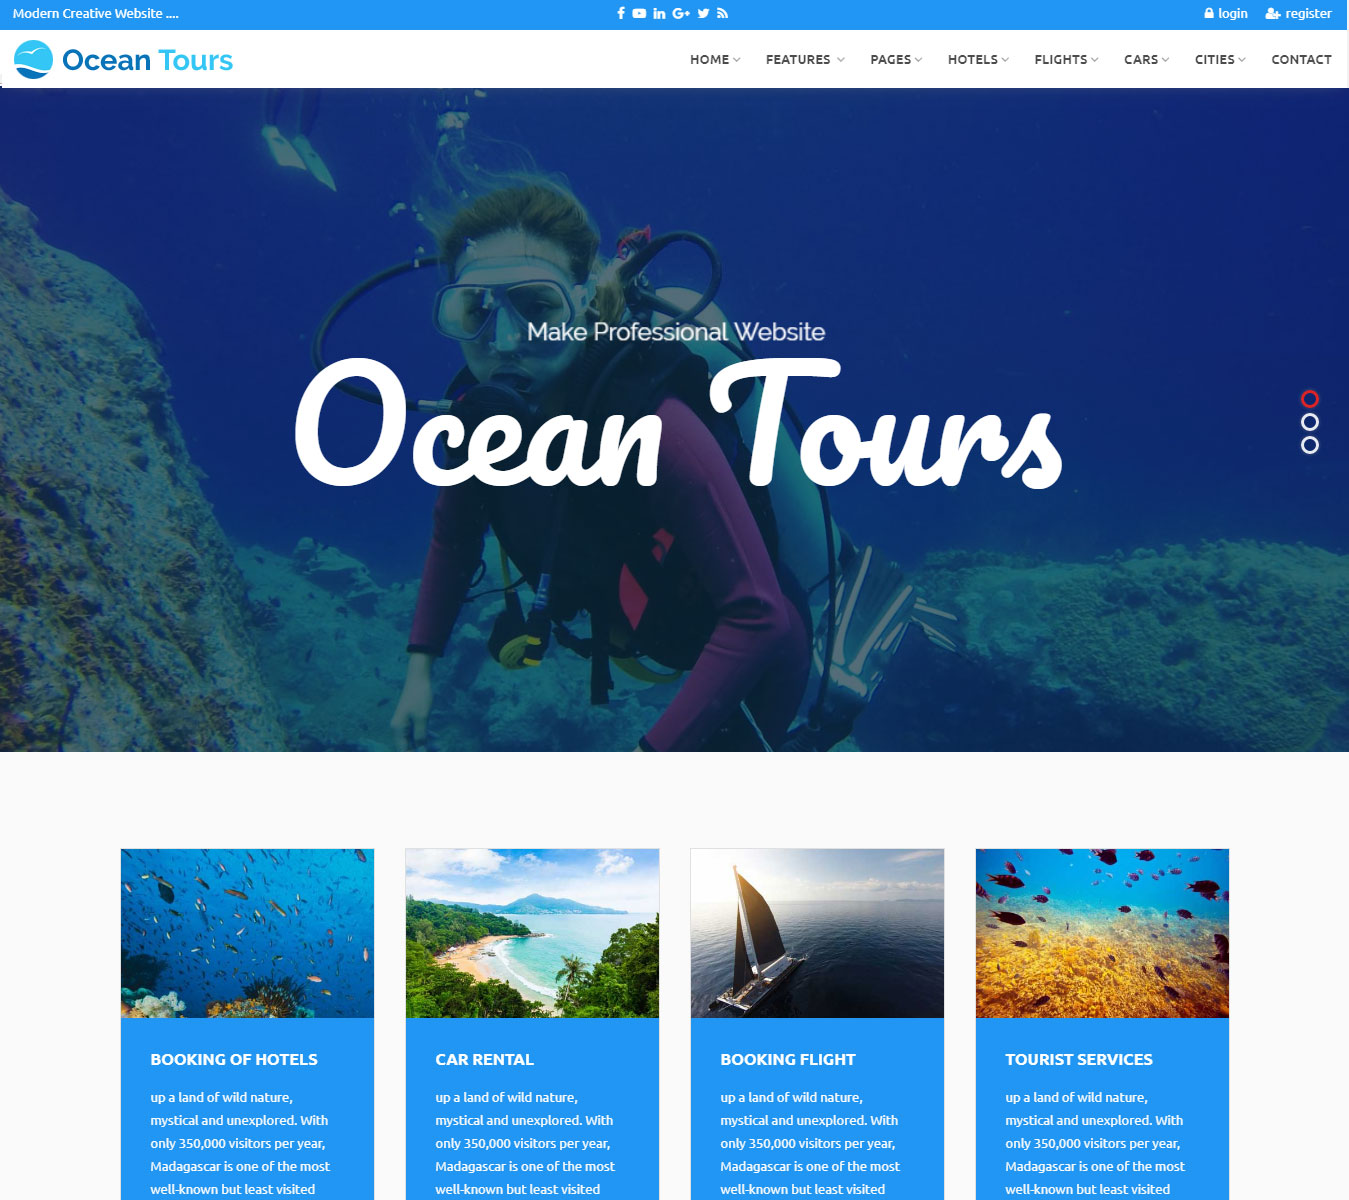 Modern Creative Website ....
login register
Ocean Tours
HOME FEATURES PAGES HOTELS FLIGHTS CARS CITIES CONTACT
Make Professional Website
Ocean Tours
BOOKING OF HOTELS
up a land of wild nature,
mystical and unexplored. With
only 350,000 visitors per year,
Madagascar is one of the most
well-known but least visited
CAR RENTAL
up a land of wild nature,
mystical and unexplored. With
only 350,000 visitors per year,
Madagascar is one of the most
well-known but least visited
BOOKING FLIGHT
up a land of wild nature,
mystical and unexplored. With
only 350,000 visitors per year,
Madagascar is one of the most
well-known but least visited
TOURIST SERVICES
up a land of wild nature,
mystical and unexplored. With
only 350,000 visitors per year,
Madagascar is one of the most
well-known but least visited